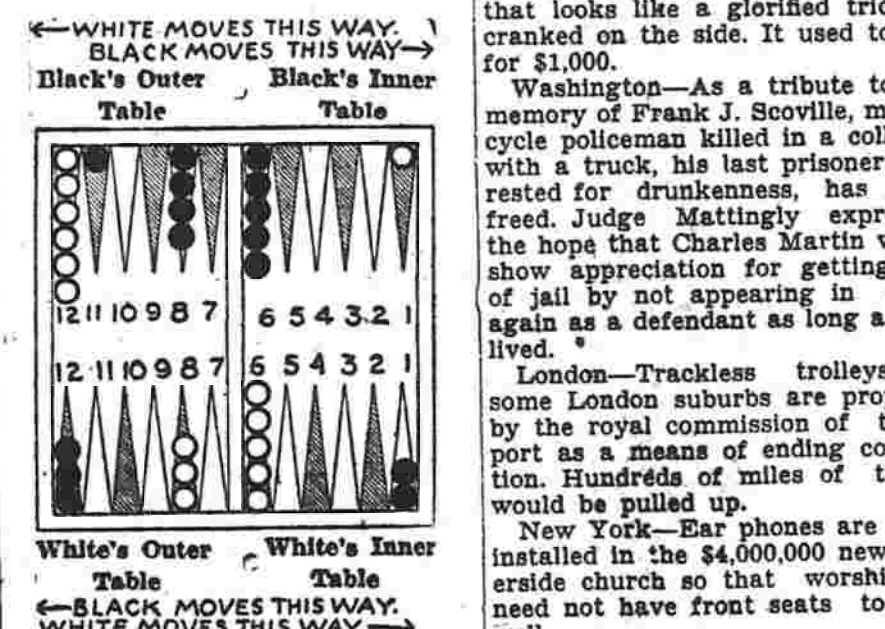 ←WHITE MOVES THIS WAY.
BLACK MOVES THIS WAY→
Black's Outer Table
Black's Inner Table
12 11 10 9 8 7 6 5 4 3 2 1
12 11 10 9 8 7 6 5 4 3 2 1
White's Outer Table
White's Inner Table
←BLACK MOVES THIS WAY.
WHITE MOVES THIS WAY→
that looks like a glorified
cranked on the side. It used
for $1,000.
Washington—As a tribute
memory of Frank J. Scoville,
cycle policeman killed in a
with a truck, his last prisoner
rested for drunkenness, has
freed. Judge Mattingly
the hope that Charles Martin
show appreciation for getting
of jail by not appearing in
again as a defendant as long
lived.
London—Trackless trolleys
some London suburbs are
by the royal commission of
port as a means of ending
tion. Hundreds of miles of
would be pulled up.
New York—Ear phones are
installed in the $4,000,000 new
erside church so that
need not have front seats to